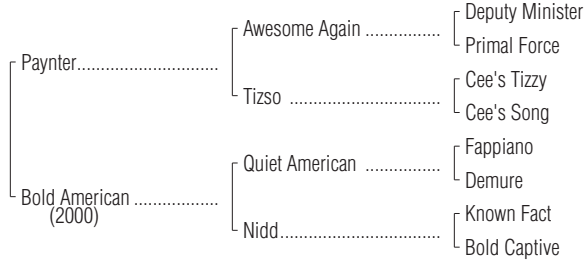 Deputy Minister
Awesome Again ................
Primal Force
Paynter..............................
Cee's Tizzy
Tizso ................................
Cee's Song
Fappiano
Quiet American ................
Demure
Bold American ..................
(2000)
Known Fact
Nidd..................................
Bold Captive